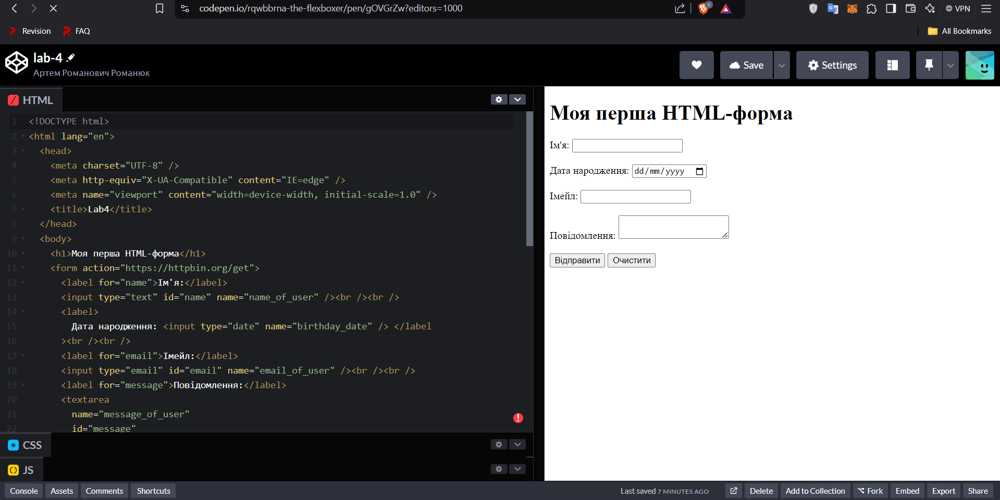 codepen.io/rqwbbrna-the-flexboxer/pen/gOVGrZw?editors=1000
1
VPN
Revision
FAQ
All Bookmarks
lab-4
Артем Романович Романюк
Save
Settings
HTML
1 <!DOCTYPE html>
2 <html lang="en">
3 <head>
4 <meta charset="UTF-8" />
5 <meta http-equiv="X-UA-Compatible" content="IE=edge" />
6 <meta name="viewport" content="width=device-width, initial-scale=1.0" />
7 <title>Lab4</title>
8 </head>
9 <body>
10 <h1>Моя перша HTML-форма</h1>
11 <form action="https://httpbin.org/get">
12 <label for="name">Ім'я:</label>
13 <input type="text" id="name" name="name_of_user" /><br /><br />
14 <label>
15 Дата народження: <input type="date" name="birthday_date" /> </label
16 ><br /><br />
17 <label for="email">Імейл:</label>
18 <input type="email" id="email" name="email_of_user" /><br /><br />
19 <label for="message">Повідомлення:</label>
20 <textarea
21 name="message_of_user"
22 id="message"
CSS
JS
Моя перша HTML-форма
Ім'я:
Дата народження: dd/mm/yyyy
Імейл:
Повідомлення:
Відправити Очистити
Console Assets Comments Shortcuts
Last saved 7 MINUTES AGO
Delete Add to Collection Fork Embed Export Share